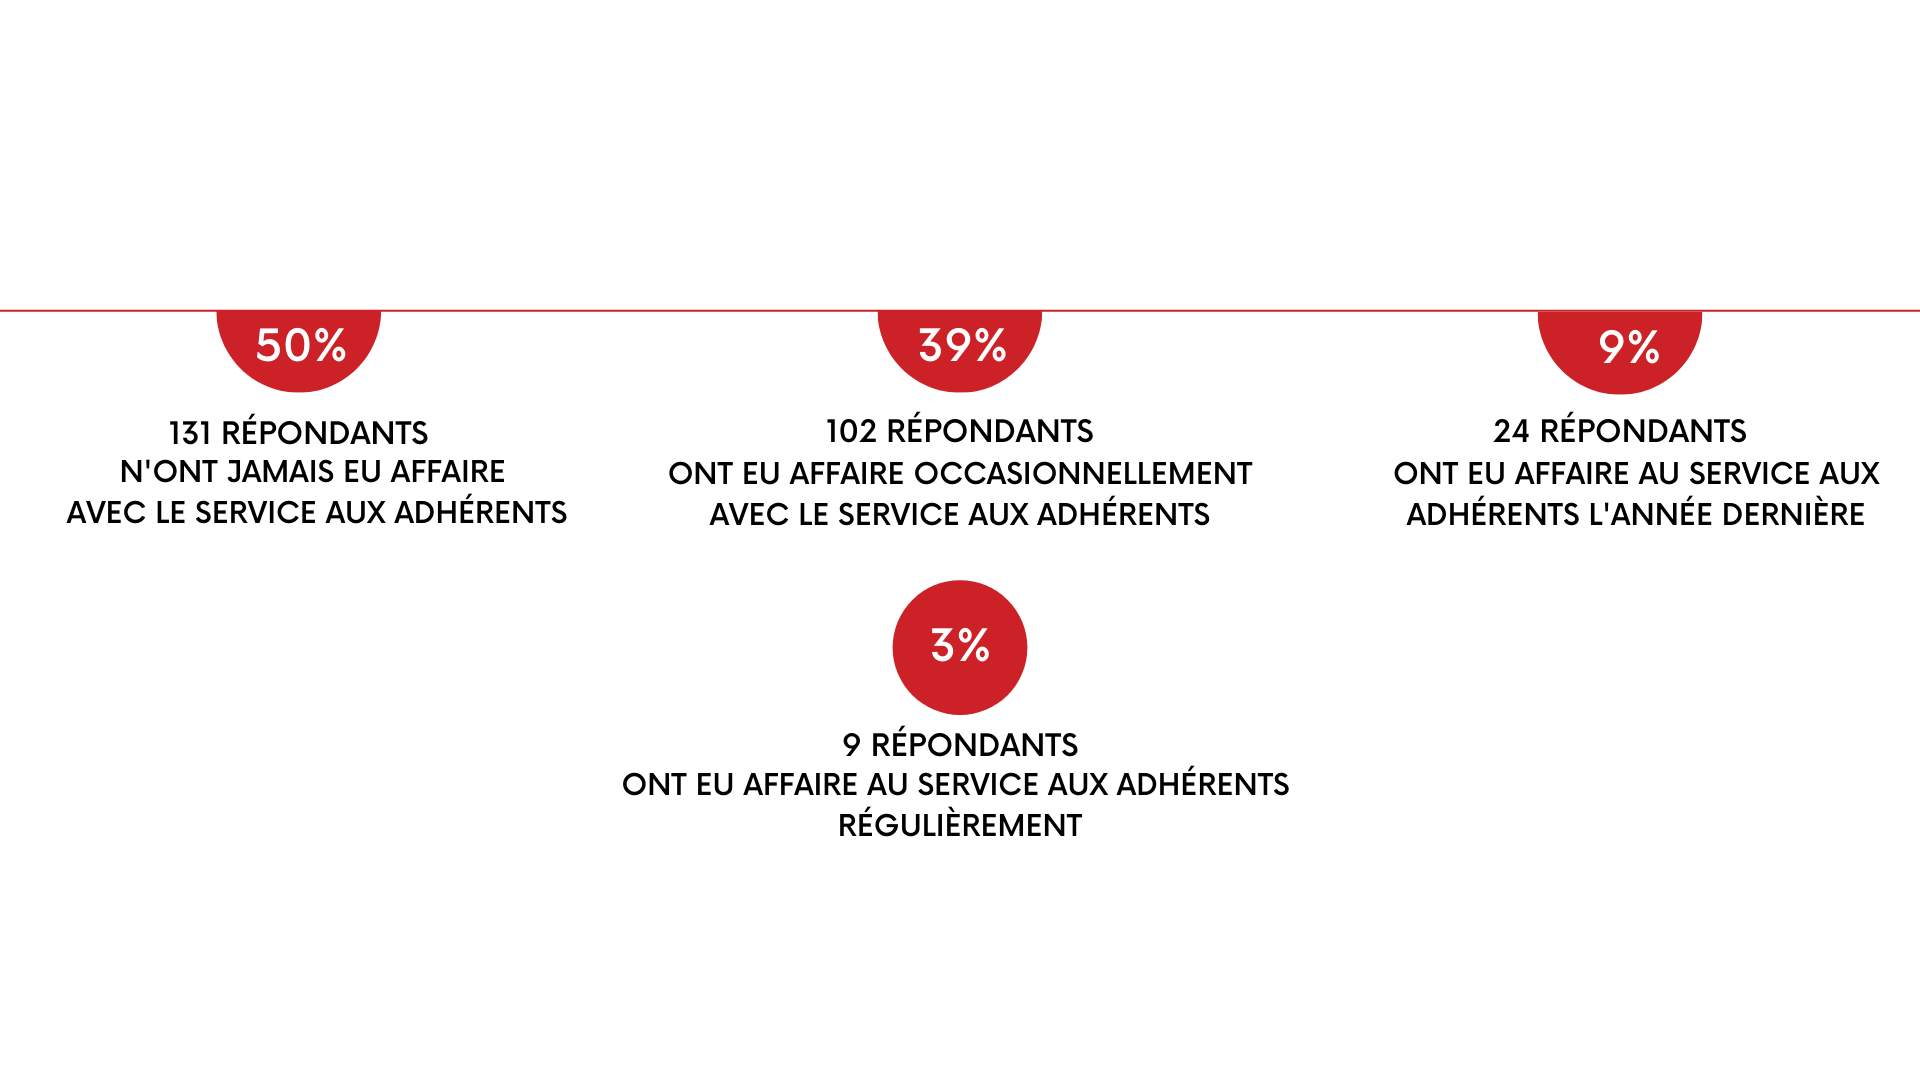 50%
131 RÉPONDANTS
N'ONT JAMAIS EU AFFAIRE
AVEC LE SERVICE AUX ADHÉRENTS
39%
102 RÉPONDANTS
ONT EU AFFAIRE OCCASIONNELLEMENT
AVEC LE SERVICE AUX ADHÉRENTS
9%
24 RÉPONDANTS
ONT EU AFFAIRE AU SERVICE AUX
ADHÉRENTS L'ANNÉE DERNIÈRE
3%
9 RÉPONDANTS
ONT EU AFFAIRE AU SERVICE AUX ADHÉRENTS
RÉGULIÈREMENT